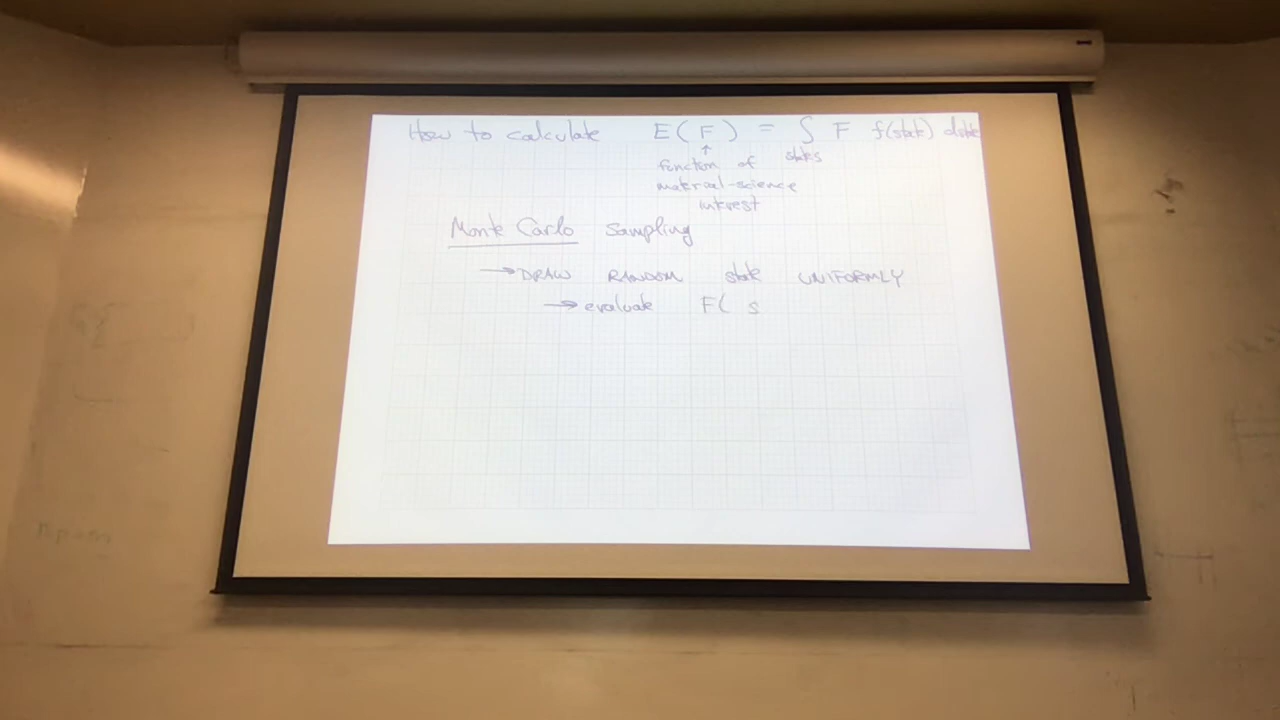 How to calculate E(F) = ∫ F f(state) dstate
↑ states
function of
material-science
interest
Monte Carlo Sampling
→ DRAW RANDOM state UNIFORMLY
→ evaluate F( s